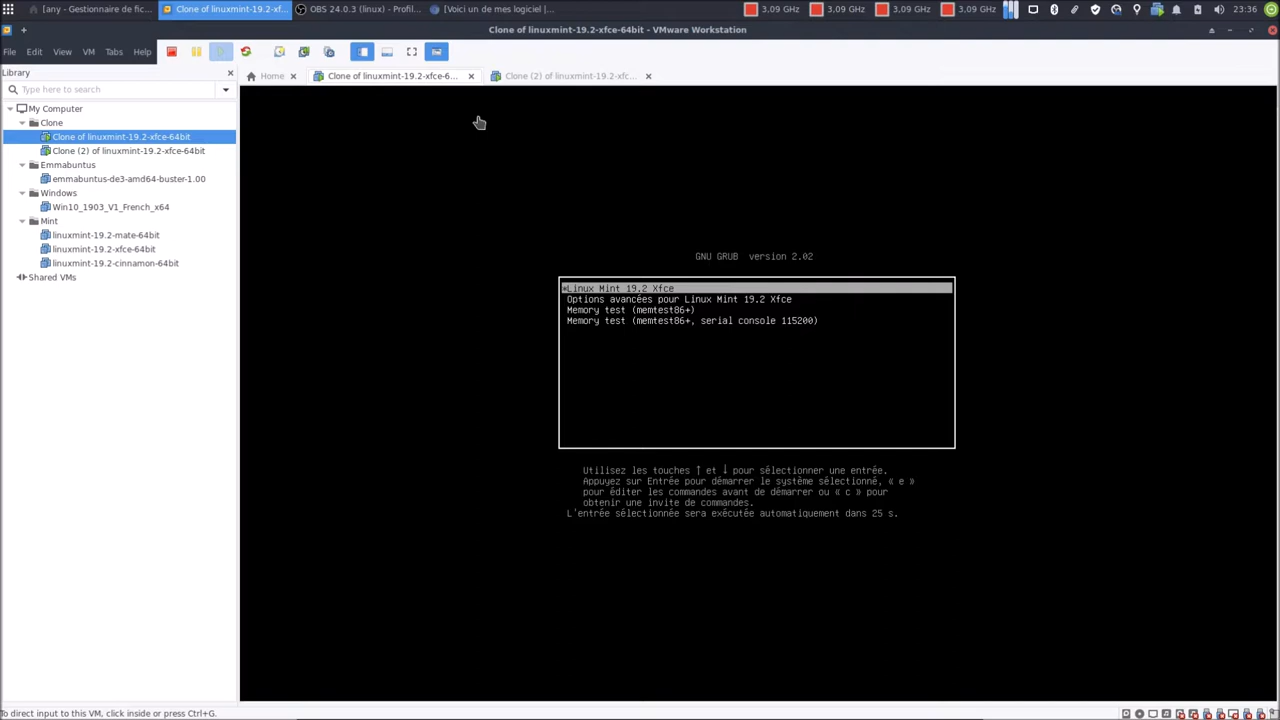 [any - Gestionnaire de fic...
Clone of linuxmint-19.2-xf...
OBS 24.0.3 (linux) - Profil...
[Voici un de mes logiciel |...
3,09 GHz
3,09 GHz
3,09 GHz
3,09 GHz
23:36
Clone of linuxmint-19.2-xfce-64bit - VMware Workstation
File Edit View VM Tabs Help
Library
Home
Clone of linuxmint-19.2-xfce-6...
Clone (2) of linuxmint-19.2-xfc...
Type here to search
My Computer
Clone
Clone of linuxmint-19.2-xfce-64bit
Clone (2) of linuxmint-19.2-xfce-64bit
Emmabuntus
emmabuntus-de3-amd64-buster-1.00
Windows
Win10_1903_V1_French_x64
Mint
linuxmint-19.2-mate-64bit
linuxmint-19.2-xfce-64bit
linuxmint-19.2-cinnamon-64bit
Shared VMs
GNU GRUB version 2.02
*Linux Mint 19.2 Xfce
Options avancées pour Linux Mint 19.2 Xfce
Memory test (memtest86+)
Memory test (memtest86+, serial console 115200)
Utilisez les touches ↑ et ↓ pour sélectionner une entrée.
Appuyez sur Entrée pour démarrer le système sélectionné, « e »
pour éditer les commandes avant de démarrer ou « c » pour
obtenir une invite de commandes.
L'entrée sélectionnée sera exécutée automatiquement dans 25 s.
To direct input to this VM, click inside or press Ctrl+G.